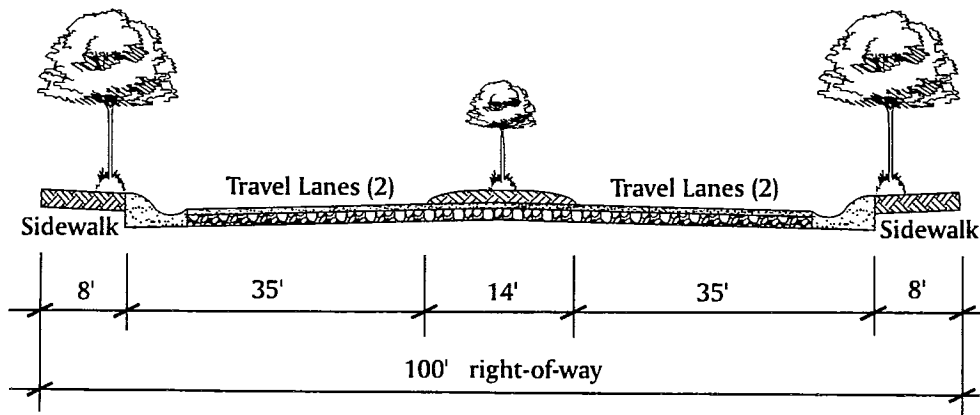 Travel Lanes (2)
Travel Lanes (2)
Sidewalk
Sidewalk
8'
35'
14'
35'
8'
100' right-of-way